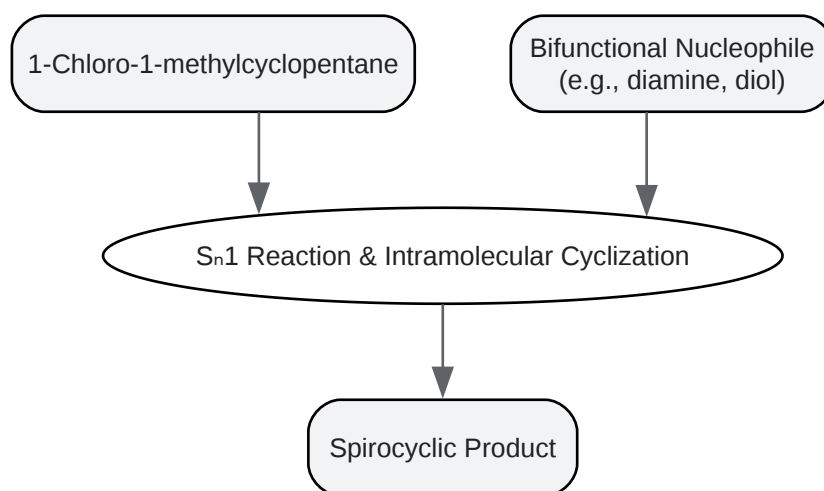 1-Chloro-1-methylcyclopentane
Bifunctional Nucleophile
(e.g., diamine, diol)
Sₙ1 Reaction & Intramolecular Cyclization
Spirocyclic Product